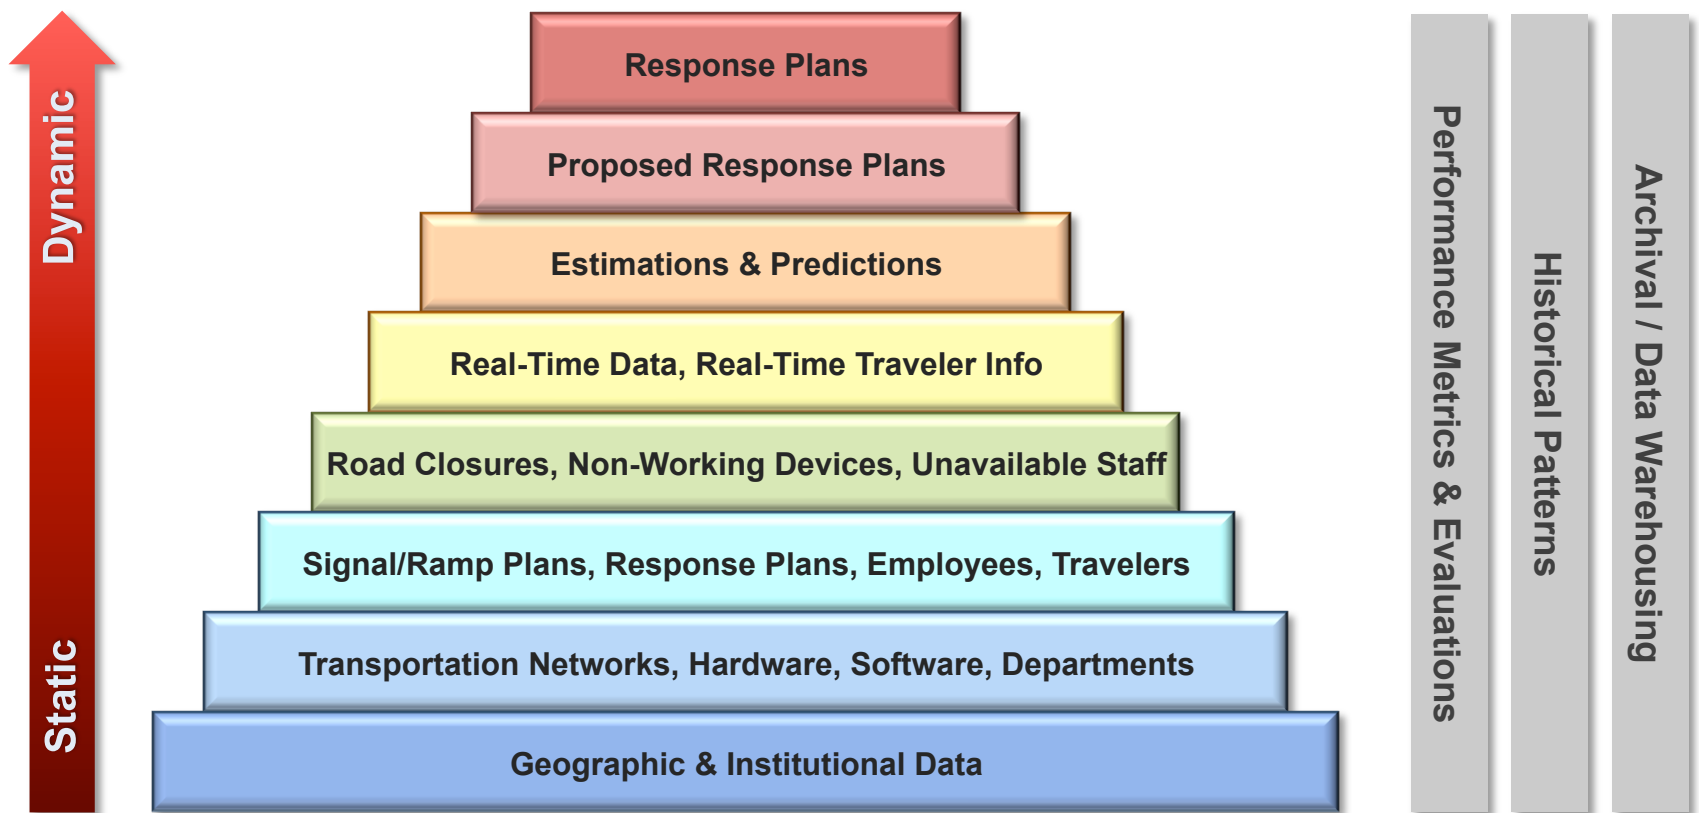 Dynamic
Static
Response Plans
Proposed Response Plans
Estimations & Predictions
Real-Time Data, Real-Time Traveler Info
Road Closures, Non-Working Devices, Unavailable Staff
Signal/Ramp Plans, Response Plans, Employees, Travelers
Transportation Networks, Hardware, Software, Departments
Geographic & Institutional Data
Performance Metrics & Evaluations
Historical Patterns
Archival / Data Warehousing